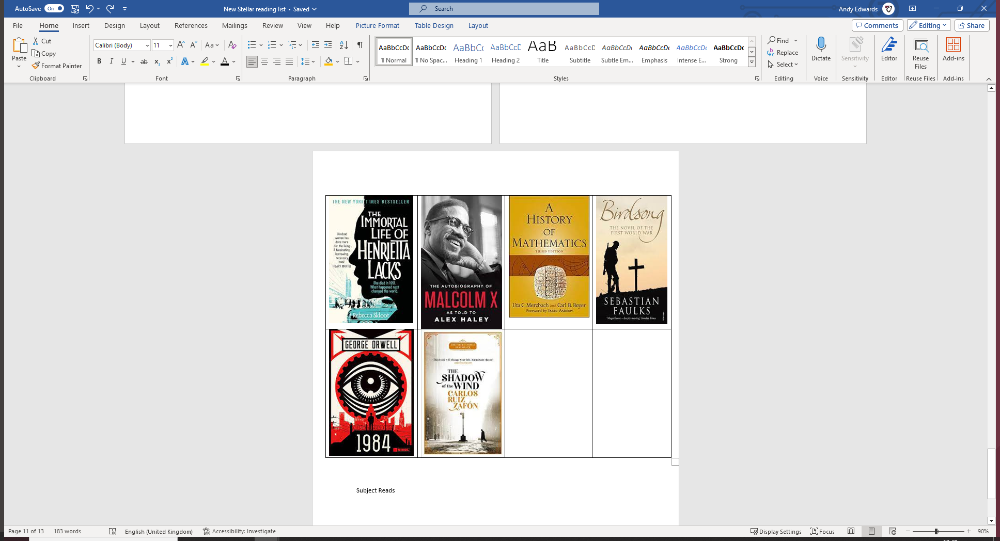 AutoSave On New Stellar reading list • Saved Search Andy Edwards
File Home Insert Design Layout References Mailings Review View Help Picture Format Table Design Layout Comments Editing Share
Paste Cut Copy Format Painter
Clipboard
Calibri (Body) 11 A A Aa A
B I U ab x₂ x² A A
Font
Paragraph
AaBbCcDc AaBbCcDc AaBbCc AaBbCcD AaB AaBbCcD AaBbCcDc AaBbCcDc AaBbCcDc AaBbCcDc
¶ Normal ¶ No Spac... Heading 1 Heading 2 Title Subtitle Subtle Em... Emphasis Intense E... Strong
Styles
Find
Replace
Select
Editing
Dictate
Voice
Sensitivity
Sensitivity
Editor
Editor
Reuse
Files
Reuse Files
Add-ins
Add-ins
THE NEW YORK TIMES BESTSELLER
THE
IMMORTAL
LIFE OF
HENRIETTA
LACKS
'No dead
woman has
done more
for the living...
A fascinating,
harrowing,
necessary
book'
HILARY MANTEL
She died in 1951.
What happened next
changed the world.
Rebecca Skloot
THE AUTOBIOGRAPHY OF
MALCOLM X
AS TOLD TO
ALEX HALEY
A
HISTORY
OF
MATHEMATICS
THIRD EDITION
Uta C. Merzbach and Carl B. Boyer
Foreword by Isaac Asimov
Birdsong
THE NOVEL OF THE
FIRST WORLD WAR
SEBASTIAN
FAULKS
'Magnificent – deeply moving' Sunday Times
GEORGE ORWELL
1984
SIGNL
THE INTERNATIONAL
BESTSELLER
'This book will change your life. An instant classic'
THE
SHADOW
of the WIND
CARLOS
RUIZ
ZAFÓN
Subject Reads
Page 11 of 13 183 words English (United Kingdom) Accessibility: Investigate Display Settings Focus 90%